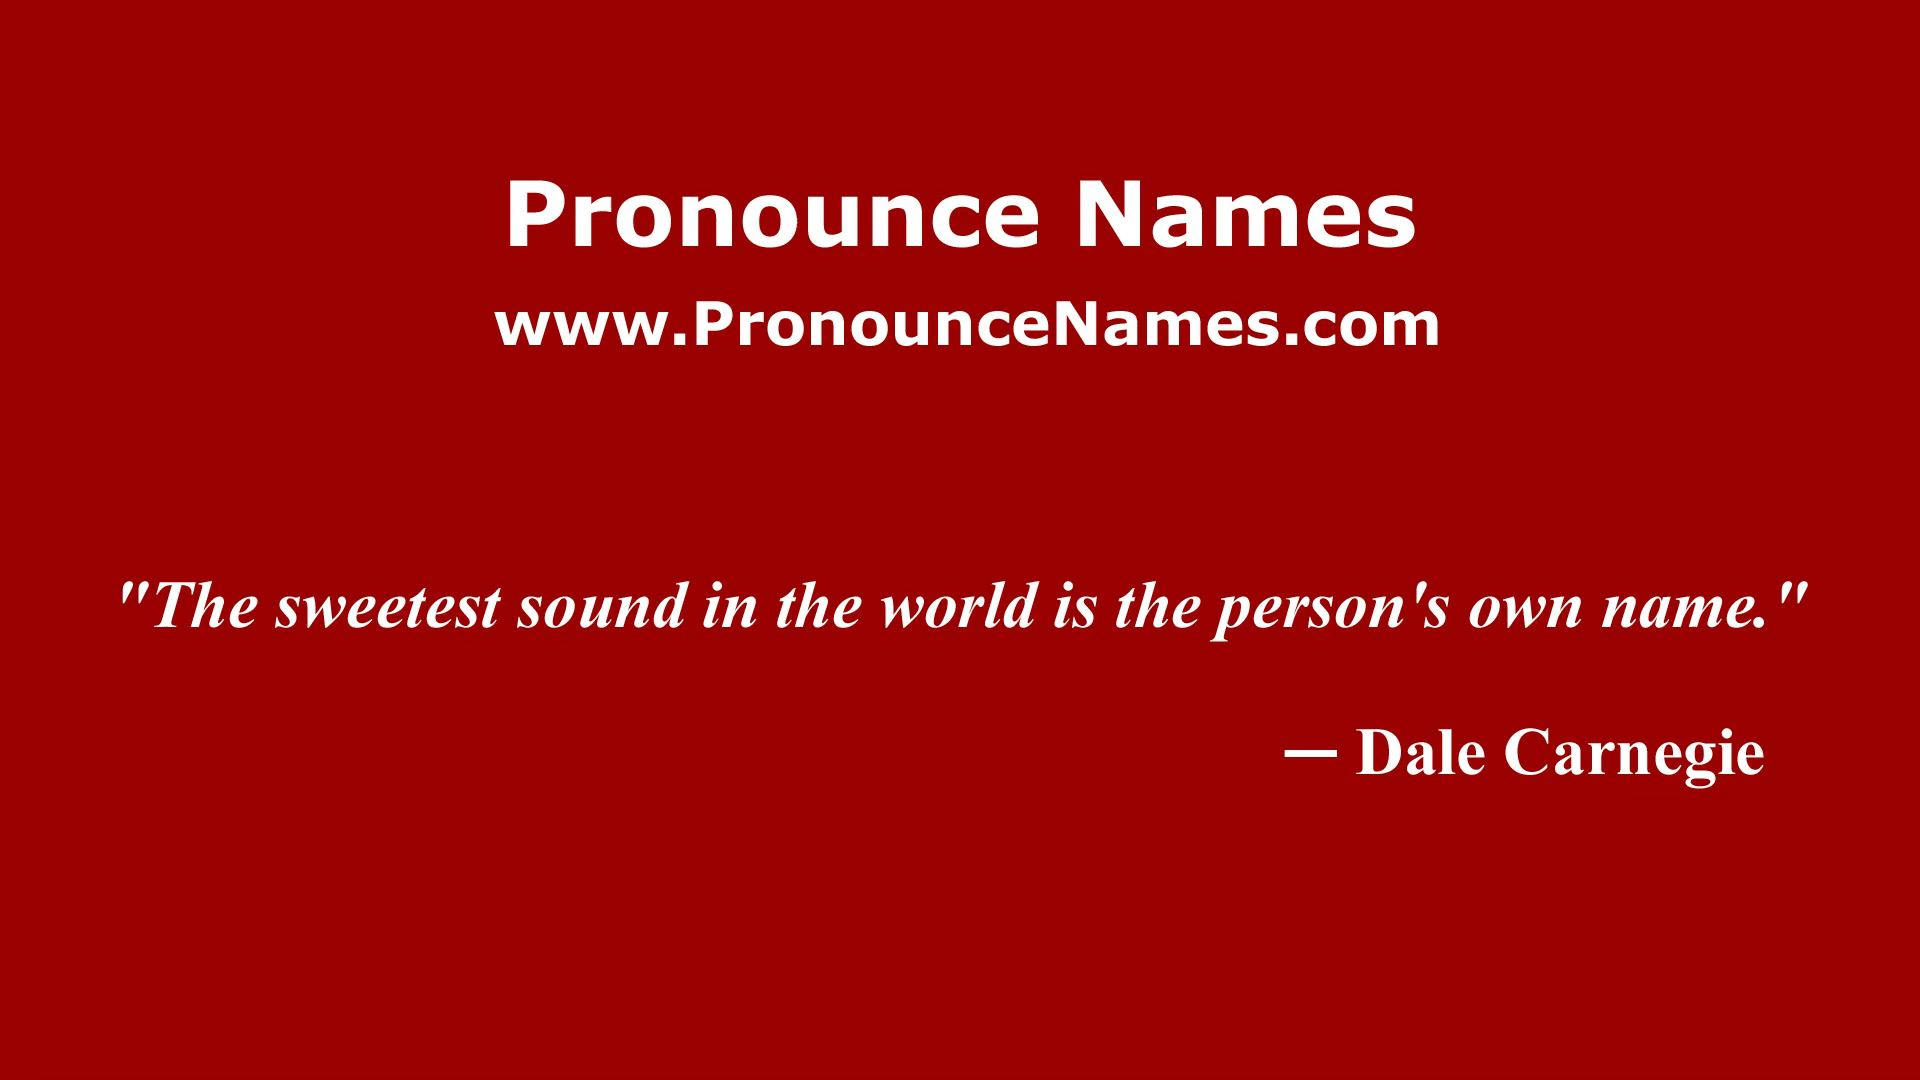 Pronounce Names
www.PronounceNames.com
"The sweetest sound in the world is the person's own name."
— Dale Carnegie